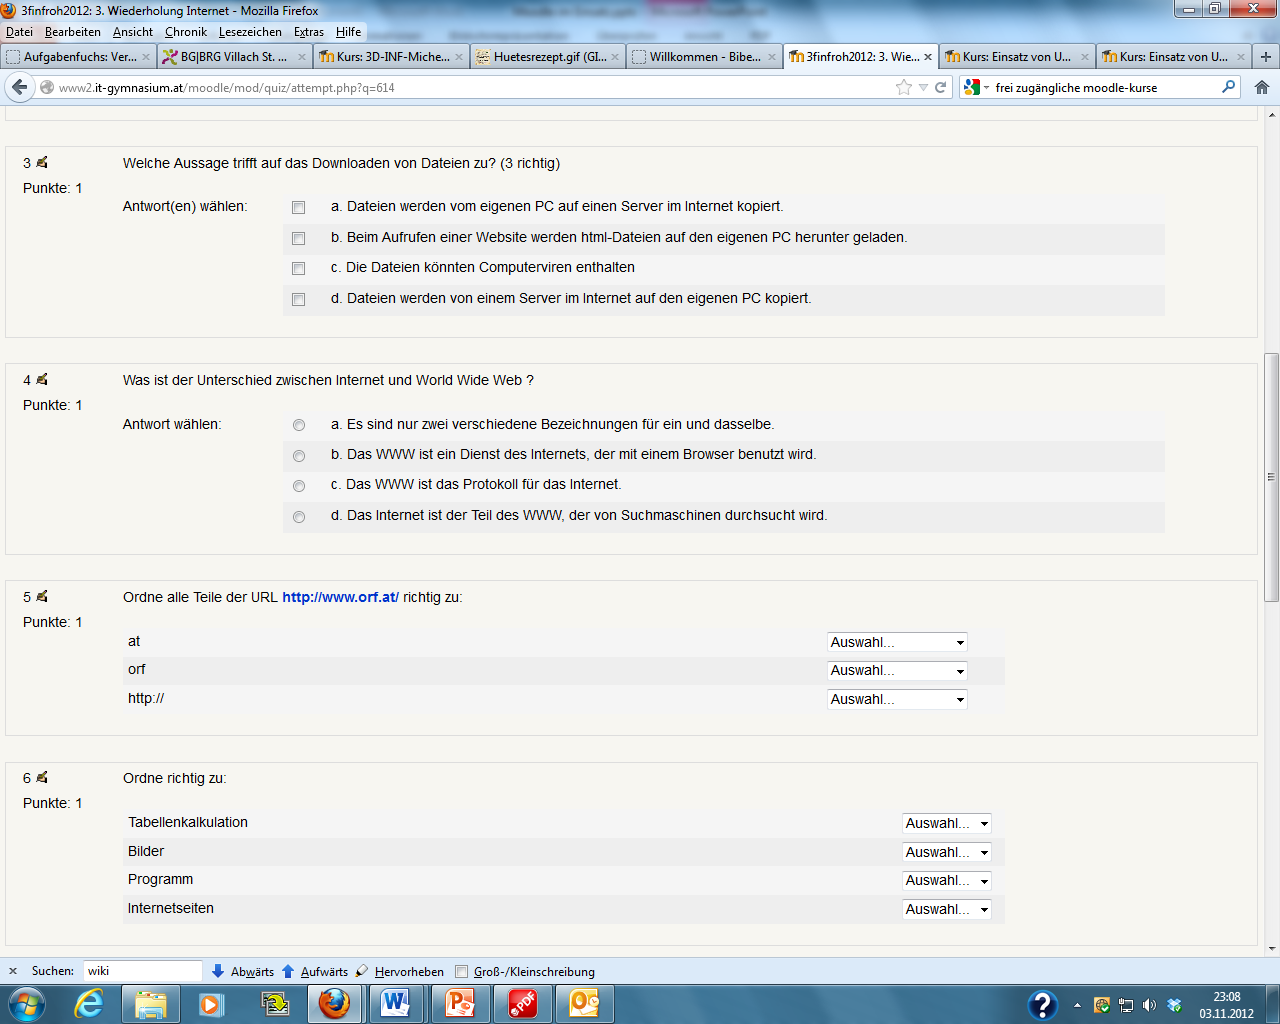 3finfroh2012: 3. Wiederholung Internet - Mozilla Firefox
Datei Bearbeiten Ansicht Chronik Lesezeichen Extras Hilfe
Aufgabenfuchs: Ver... BG|BRG Villach St. ... Kurs: 3D-INF-Miche... Huetesrezept.gif (GI... Willkommen - Bibe... 3finfroh2012: 3. Wie... Kurs: Einsatz von U... Kurs: Einsatz von U...
www2.it-gymnasium.at/moodle/mod/quiz/attempt.php?q=614 frei zugängliche moodle-kurse
3 Welche Aussage trifft auf das Downloaden von Dateien zu? (3 richtig)
Punkte: 1
Antwort(en) wählen: a. Dateien werden vom eigenen PC auf einen Server im Internet kopiert.
b. Beim Aufrufen einer Website werden html-Dateien auf den eigenen PC herunter geladen.
c. Die Dateien könnten Computerviren enthalten
d. Dateien werden von einem Server im Internet auf den eigenen PC kopiert.
4 Was ist der Unterschied zwischen Internet und World Wide Web ?
Punkte: 1
Antwort wählen: a. Es sind nur zwei verschiedene Bezeichnungen für ein und dasselbe.
b. Das WWW ist ein Dienst des Internets, der mit einem Browser benutzt wird.
c. Das WWW ist das Protokoll für das Internet.
d. Das Internet ist der Teil des WWW, der von Suchmaschinen durchsucht wird.
5 Ordne alle Teile der URL http://www.orf.at/ richtig zu:
Punkte: 1
at Auswahl...
orf Auswahl...
http:// Auswahl...
6 Ordne richtig zu:
Punkte: 1
Tabellenkalkulation Auswahl...
Bilder Auswahl...
Programm Auswahl...
Internetseiten Auswahl...
Suchen: wiki Abwärts Aufwärts Hervorheben Groß-/Kleinschreibung
23:08
03.11.2012